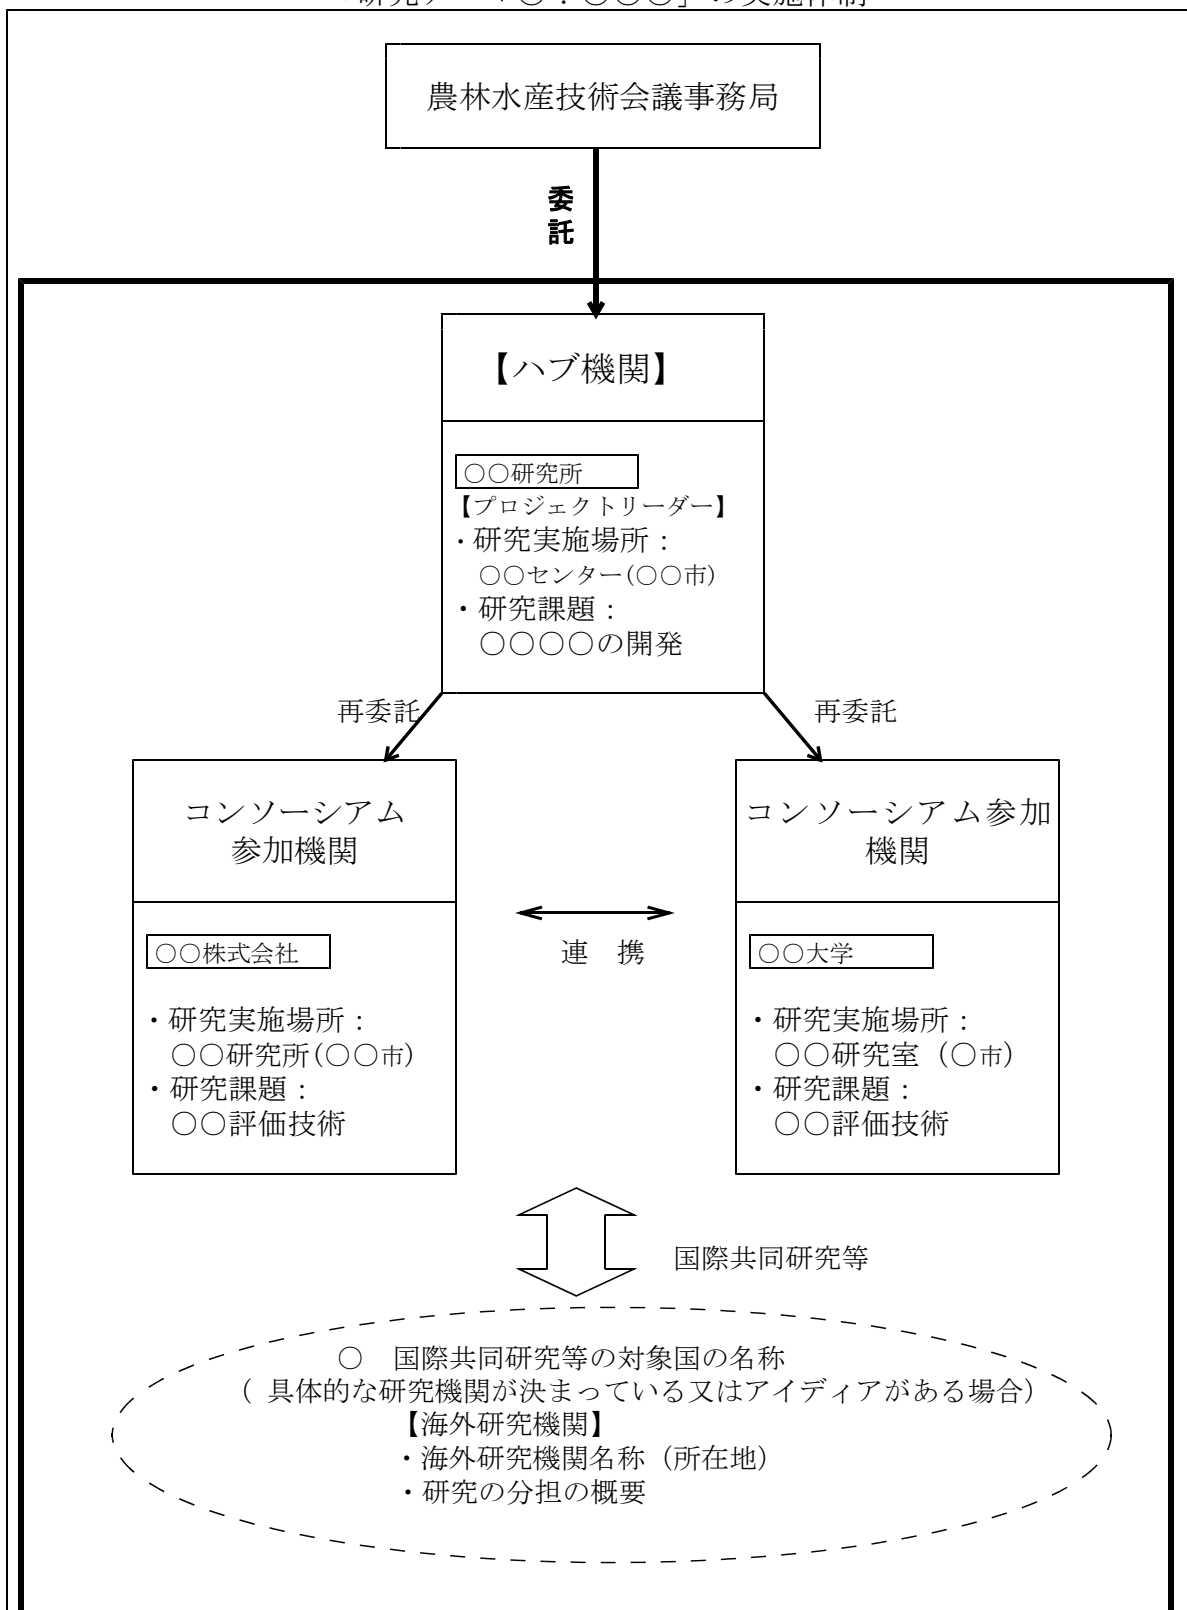 農林水産技術会議事務局
委
託
【ハブ機関】
○○研究所
【プロジェクトリーダー】
・研究実施場所：
○○センター(○○市)
・研究課題：
○○○○の開発
再委託
再委託
コンソーシアム
参加機関
○○株式会社
・研究実施場所：
○○研究所(○○市)
・研究課題：
○○評価技術
連　携
コンソーシアム参加
機関
○○大学
・研究実施場所：
○○研究室（○市）
・研究課題：
○○評価技術
国際共同研究等
○　国際共同研究等の対象国の名称
（ 具体的な研究機関が決まっている又はアイディアがある場合）
【海外研究機関】
・海外研究機関名称（所在地）
・研究の分担の概要